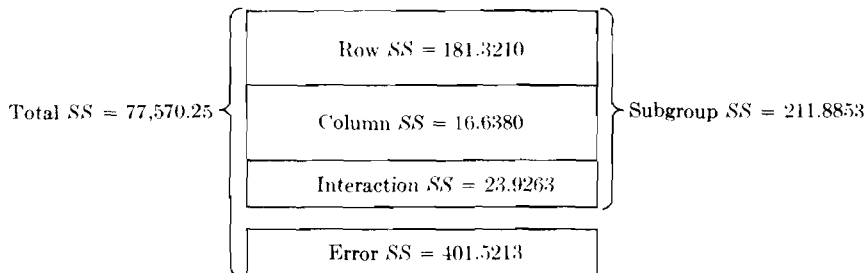 Row SS = 181.3210
Total SS = 77,570.25
Column SS = 16.6380
Subgroup SS = 211.8853
Interaction SS = 23.9263
Error SS = 401.5213